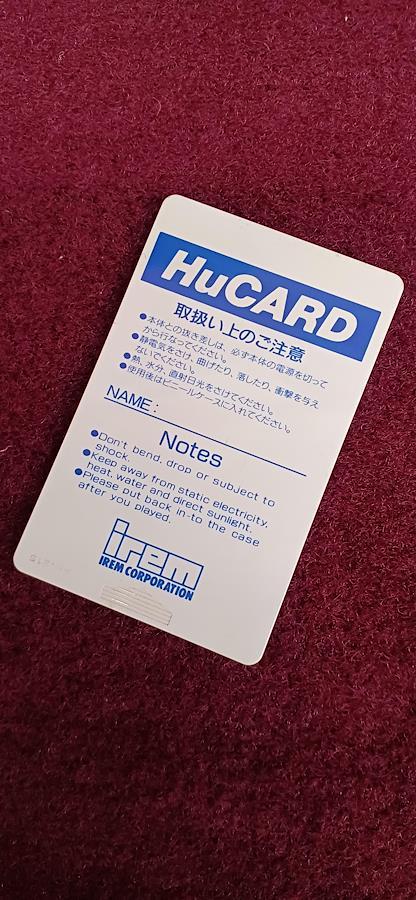 HuCARD
取扱い上のご注意
●本体との抜き差しは、必ず本体の電源を切って
から行なってください。
●静電気をさけ、曲げたり、落したり、衝撃を与え
ないでください。
●熱、水分、直射日光をさけてください。
●使用後はビニールケースに入れてください。
NAME:
Notes
●Don't bend, drop or subject to
shock.
●Keep away from static electricity,
heat, water and direct sunlight.
●Please put back in-to the case
after you played.
irem
IREM CORPORATION